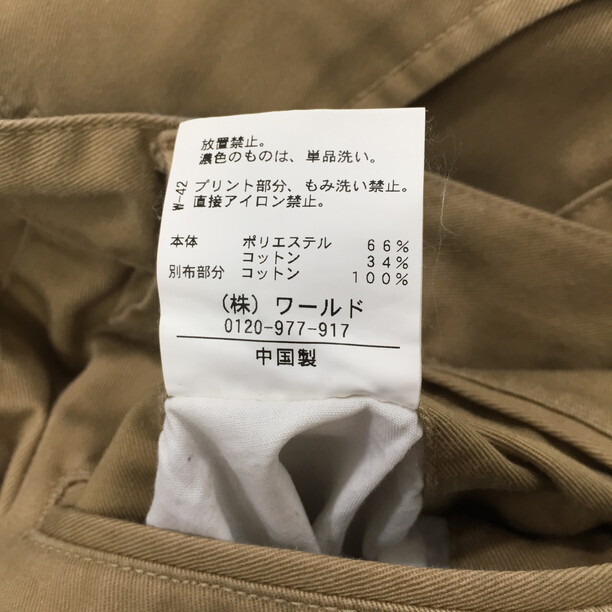 放置禁止。
濃色のものは、単品洗い。
W-42
プリント部分、もみ洗い禁止。
直接アイロン禁止。
本体 ポリエステル 66%
コットン 34%
別布部分 コットン 100%
(株) ワールド
0120-977-917
中国製